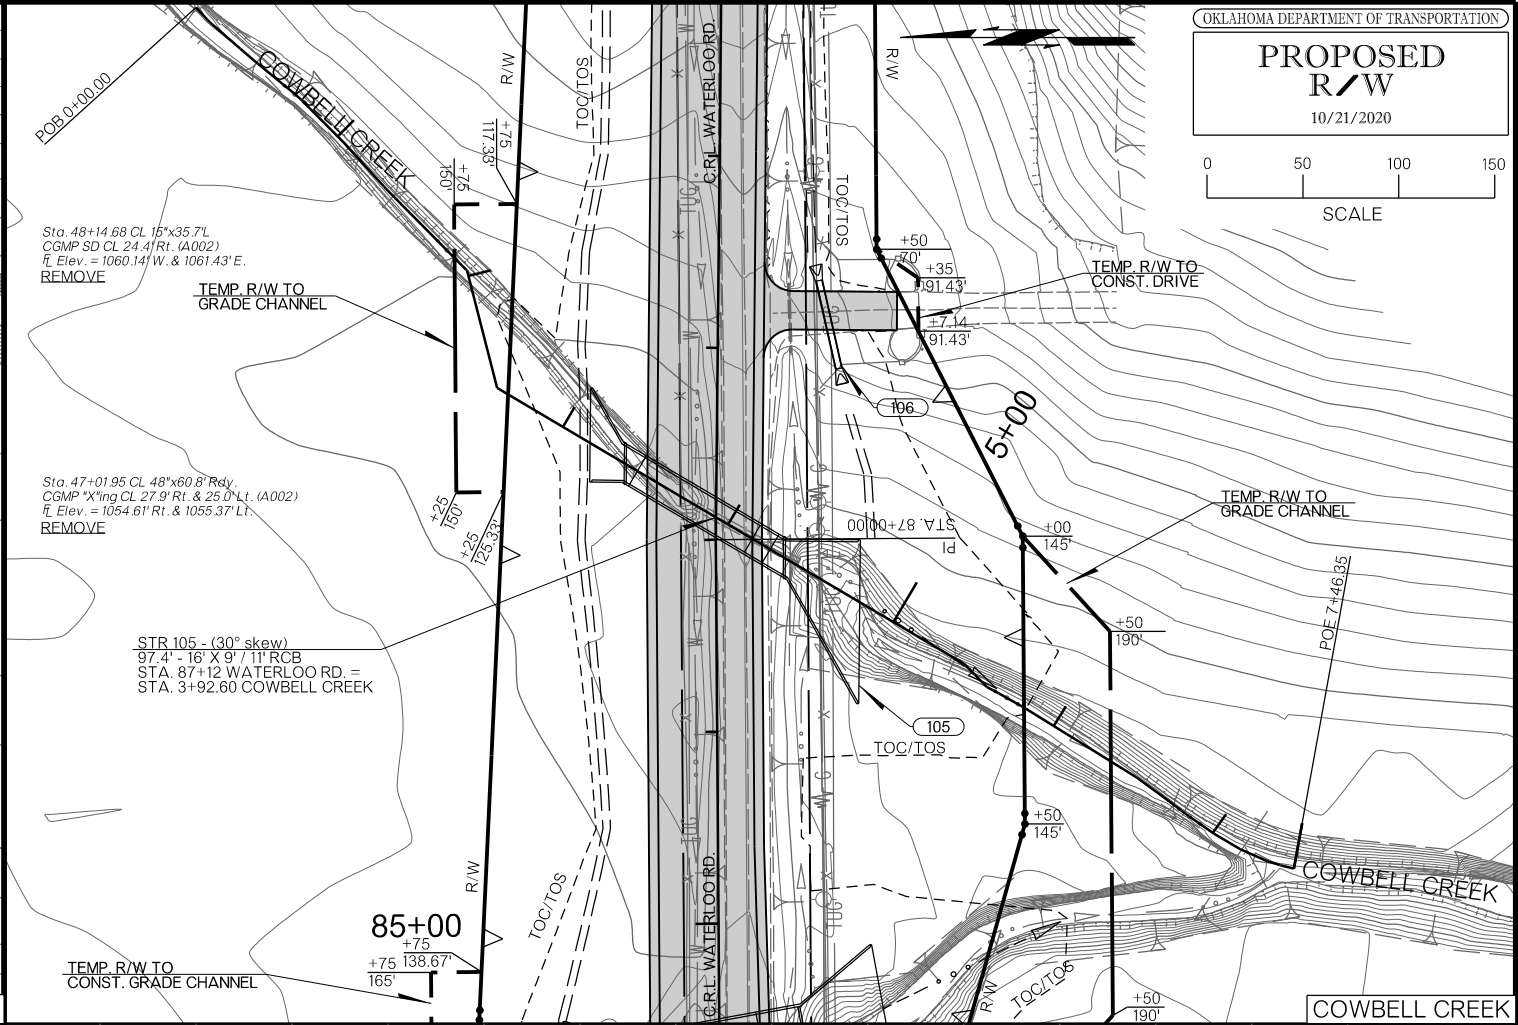 OKLAHOMA DEPARTMENT OF TRANSPORTATION
PROPOSED
R/W
10/21/2020
0 50 100 150
SCALE
POB 0+00.00
COWBELL CREEK
R/W
TOC/TOS
C.R.L. WATERLOO RD.
R/W
+75
117.33'
+75
150'
TOC/TOS
Sta. 48+14.68 CL 15"x35.7'L
CGMP SD CL 24.4' Rt. (A002)
FL Elev. = 1060.14' W. & 1061.43' E.
REMOVE
TEMP. R/W TO
GRADE CHANNEL
+50
70'
+35
91.43'
+7.14
91.43'
TEMP. R/W TO
CONST. DRIVE
106
5+00
Sta. 47+01.95 CL 48"x60.8' Rdy.
CGMP "X"ing CL 27.9' Rt. & 25.0' Lt. (A002)
FL Elev. = 1054.61' Rt. & 1055.37' Lt.
REMOVE
+25
150'
+25
125.33'
PI
STA. 87+00.00
+00
145'
TEMP. R/W TO
GRADE CHANNEL
+50
190'
POE 7+46.35
STR 105 - (30° skew)
97.4' - 16' X 9' / 11' RCB
STA. 87+12 WATERLOO RD. =
STA. 3+92.60 COWBELL CREEK
105
TOC/TOS
+50
145'
COWBELL CREEK
R/W
TOC/TOS
C.R.L. WATERLOO RD.
85+00
+75
138.67'
+75
165'
TEMP. R/W TO
CONST. GRADE CHANNEL
R/W
TOC/TOS
+50
190'
COWBELL CREEK